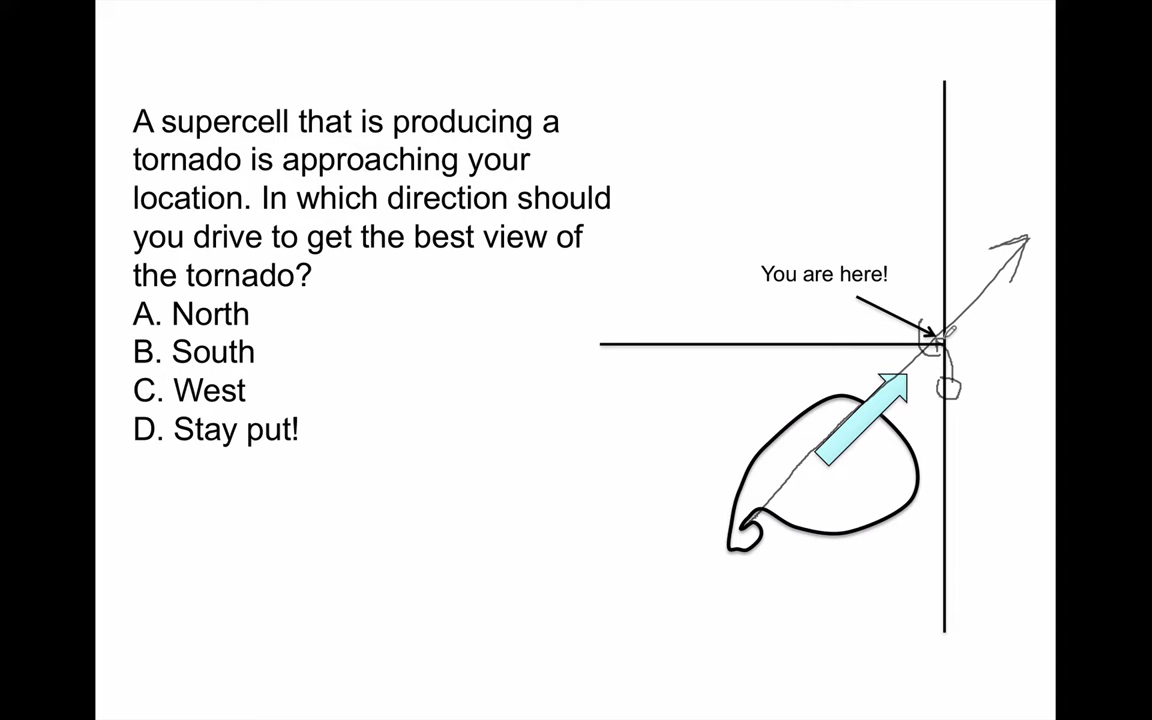 A supercell that is producing a
tornado is approaching your
location. In which direction should
you drive to get the best view of
the tornado?
A. North
B. South
C. West
D. Stay put!
You are here!